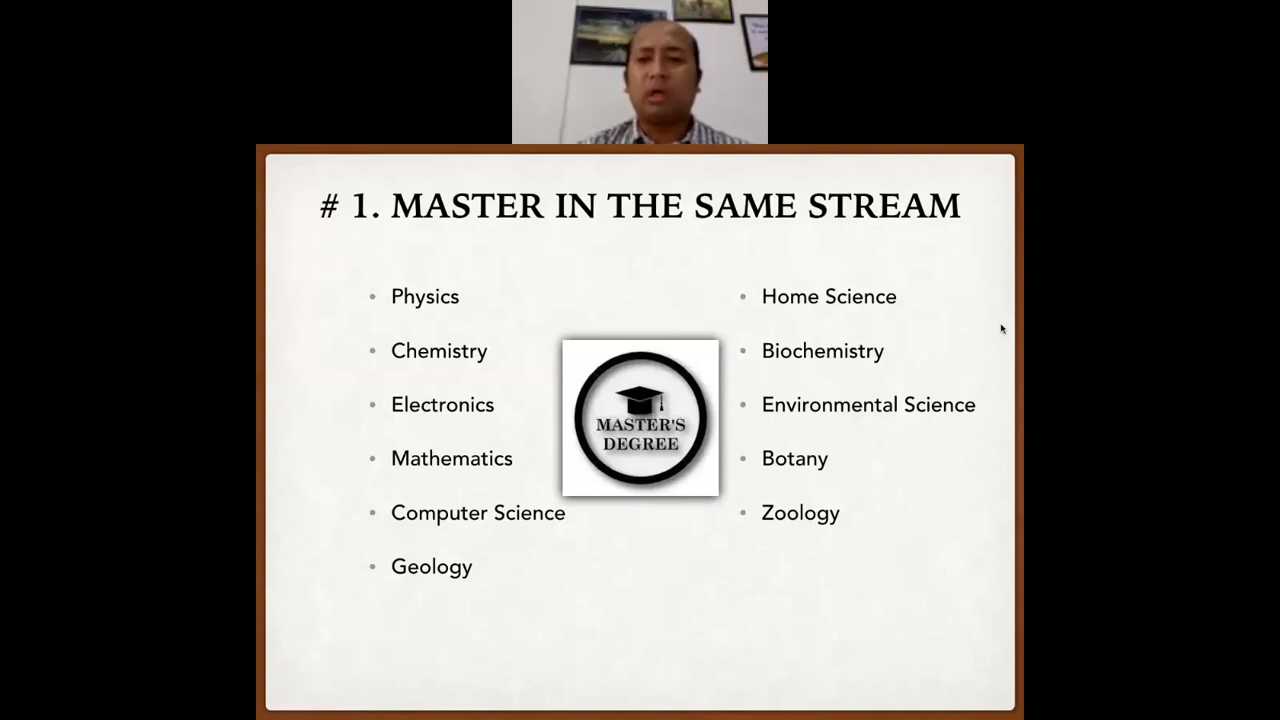 # 1. MASTER IN THE SAME STREAM
• Physics
• Chemistry
• Electronics
• Mathematics
• Computer Science
• Geology
MASTER'S
DEGREE
• Home Science
• Biochemistry
• Environmental Science
• Botany
• Zoology